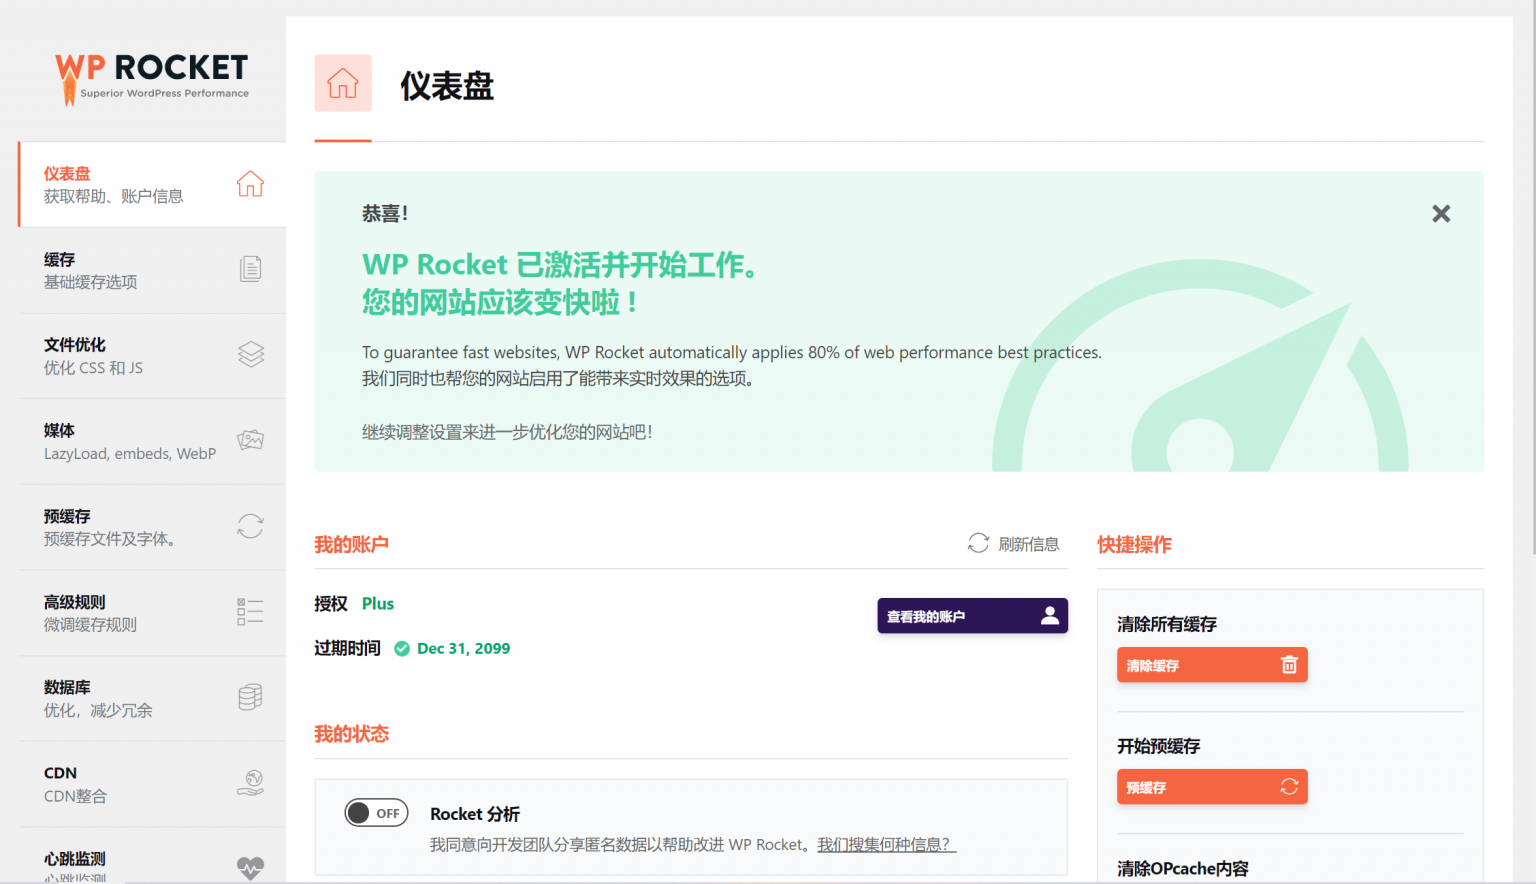 WP ROCKET
Superior WordPress Performance
仪表盘
获取帮助、账户信息
缓存
基础缓存选项
文件优化
优化 CSS 和 JS
媒体
LazyLoad, embeds, WebP
预缓存
预缓存文件及字体。
高级规则
微调缓存规则
数据库
优化，减少冗余
CDN
CDN整合
心跳监测
心跳监测
仪表盘
恭喜！
WP Rocket 已激活并开始工作。
您的网站应该变快啦！
To guarantee fast websites, WP Rocket automatically applies 80% of web performance best practices.
我们同时也帮您的网站启用了能带来实时效果的选项。
继续调整设置来进一步优化您的网站吧！
我的账户
刷新信息
授权 Plus
查看我的账户
过期时间 Dec 31, 2099
我的状态
OFF
Rocket 分析
我同意向开发团队分享匿名数据以帮助改进 WP Rocket。我们搜集何种信息？
快捷操作
清除所有缓存
清除缓存
开始预缓存
预缓存
清除OPcache内容